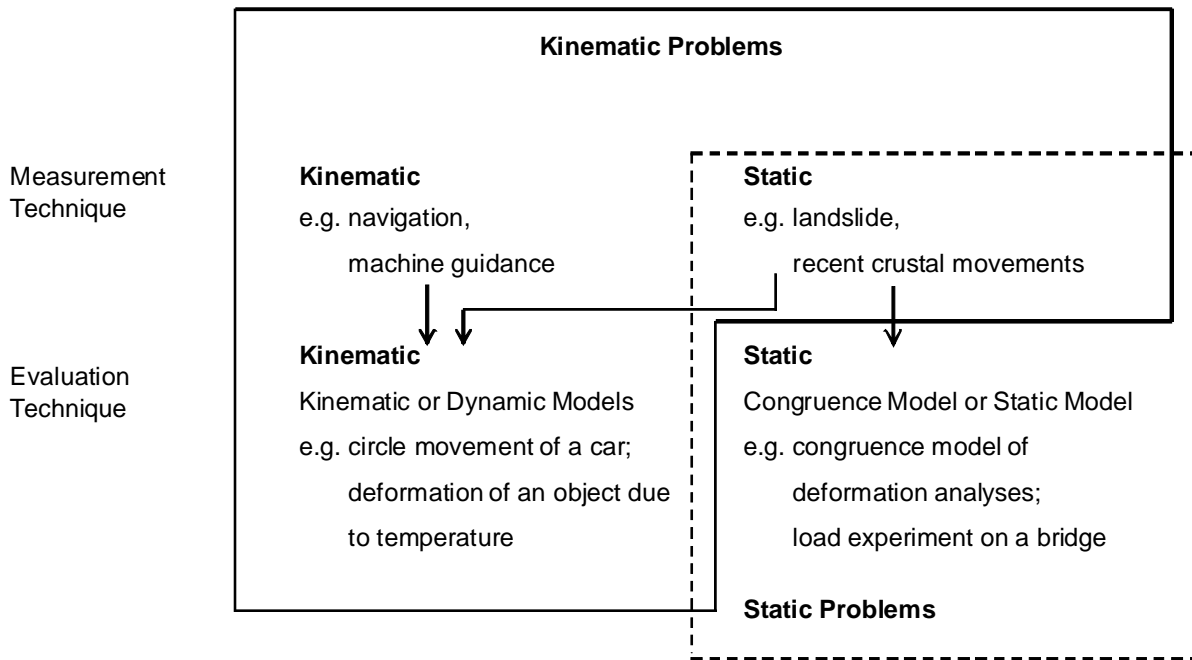 Kinematic Problems
Measurement
Technique
Kinematic
e.g. navigation,
machine guidance
Static
e.g. landslide,
recent crustal movements
Evaluation
Technique
Kinematic
Kinematic or Dynamic Models
e.g. circle movement of a car;
deformation of an object due
to temperature
Static
Congruence Model or Static Model
e.g. congruence model of
deformation analyses;
load experiment on a bridge
Static Problems